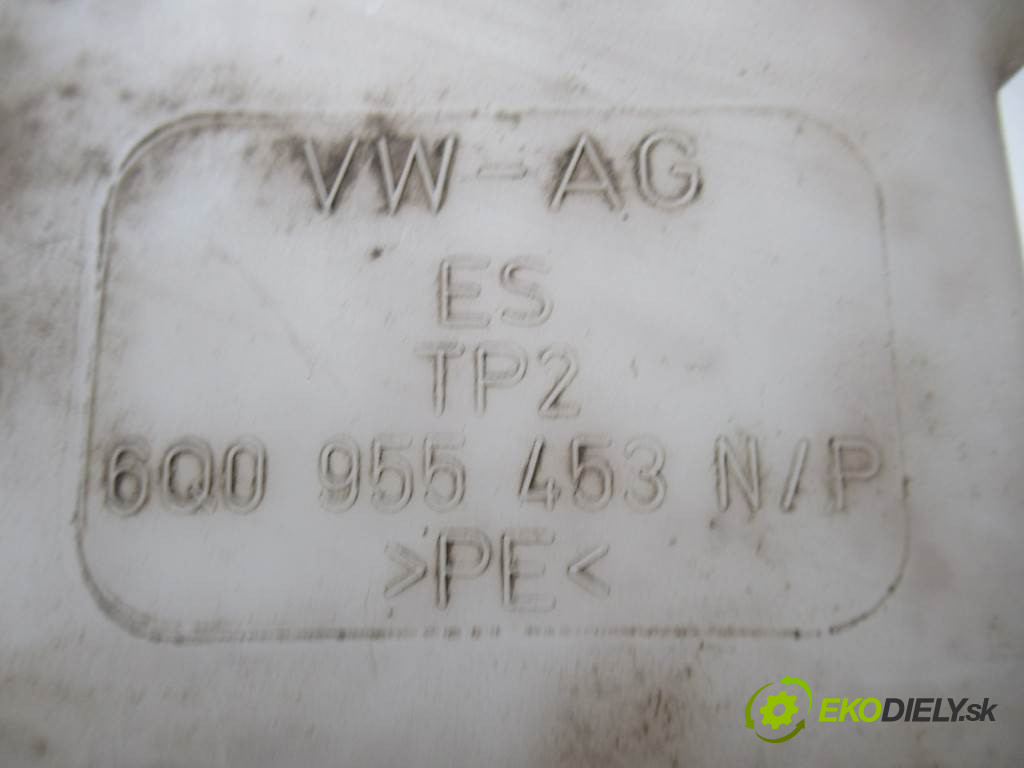 VW-AG
ES
TP2
6Q0 955 453 N/P
>PE<
EKODIELY.sk